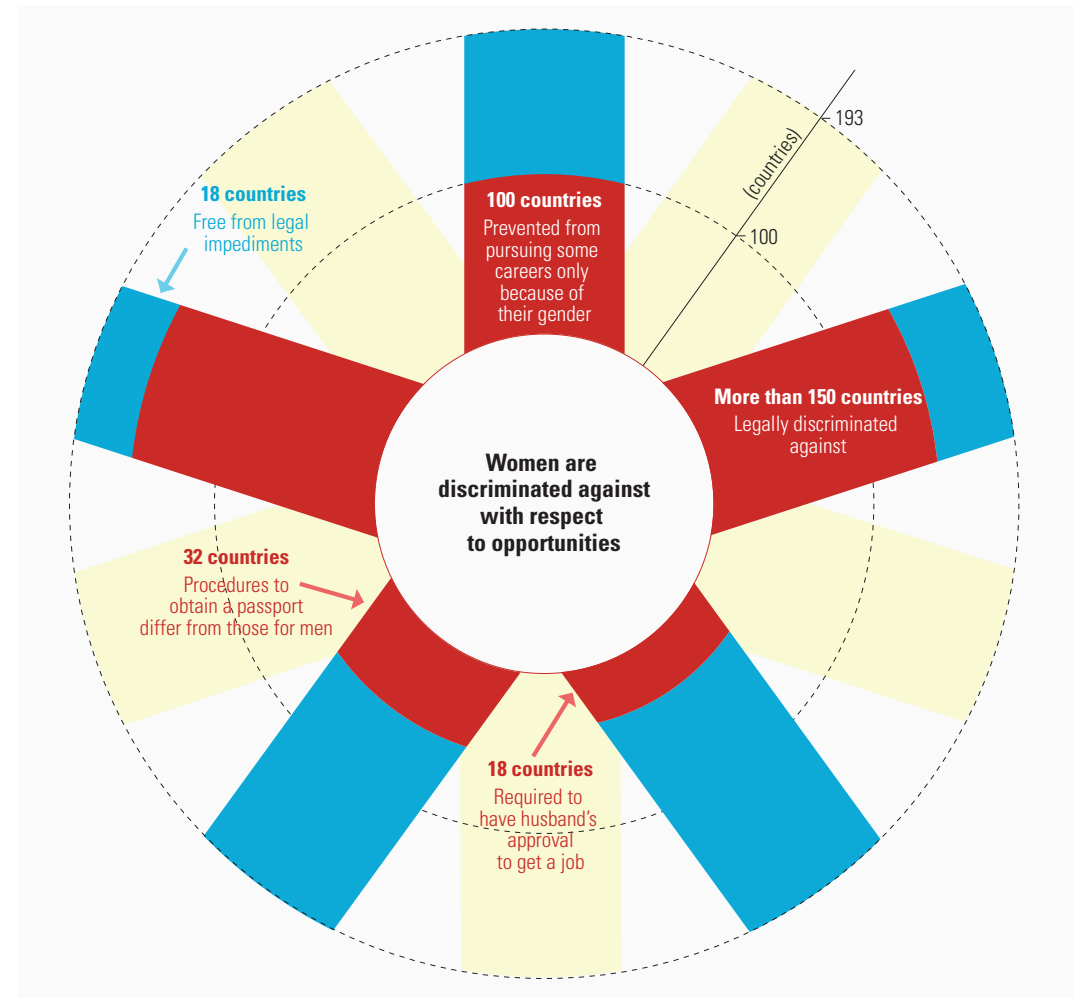 193
(countries)
100
18 countries
Free from legal
impediments
100 countries
Prevented from
pursuing some
careers only
because of
their gender
More than 150 countries
Legally discriminated
against
Women are
discriminated against
with respect
to opportunities
32 countries
Procedures to
obtain a passport
differ from those for men
18 countries
Required to
have husband's
approval
to get a job